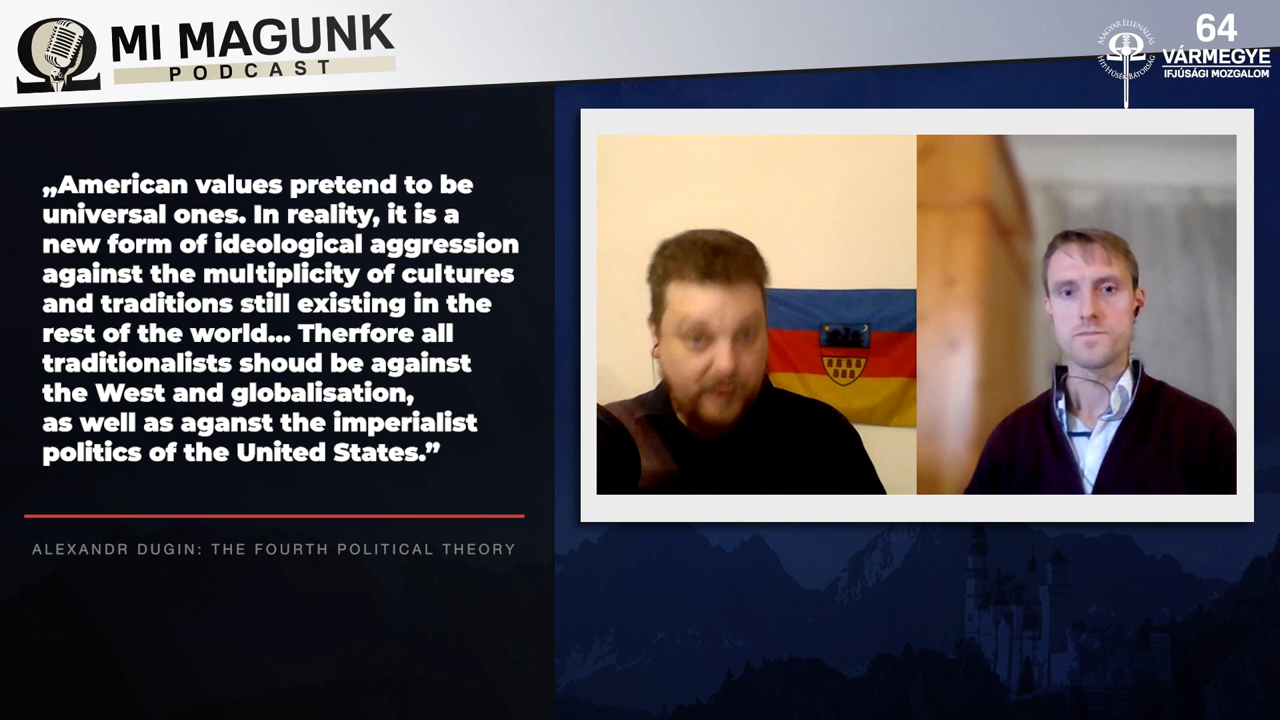 MI MAGUNK
PODCAST
MAGYAR ELLENÁLLÁS
64
VÁRMEGYE
IFJÚSÁGI MOZGALOM
„American values pretend to be
universal ones. In reality, it is a
new form of ideological aggression
against the multiplicity of cultures
and traditions still existing in the
rest of the world... Therfore all
traditionalists shoud be against
the West and globalisation,
as well as aganst the imperialist
politics of the United States.”
ALEXANDR DUGIN: THE FOURTH POLITICAL THEORY